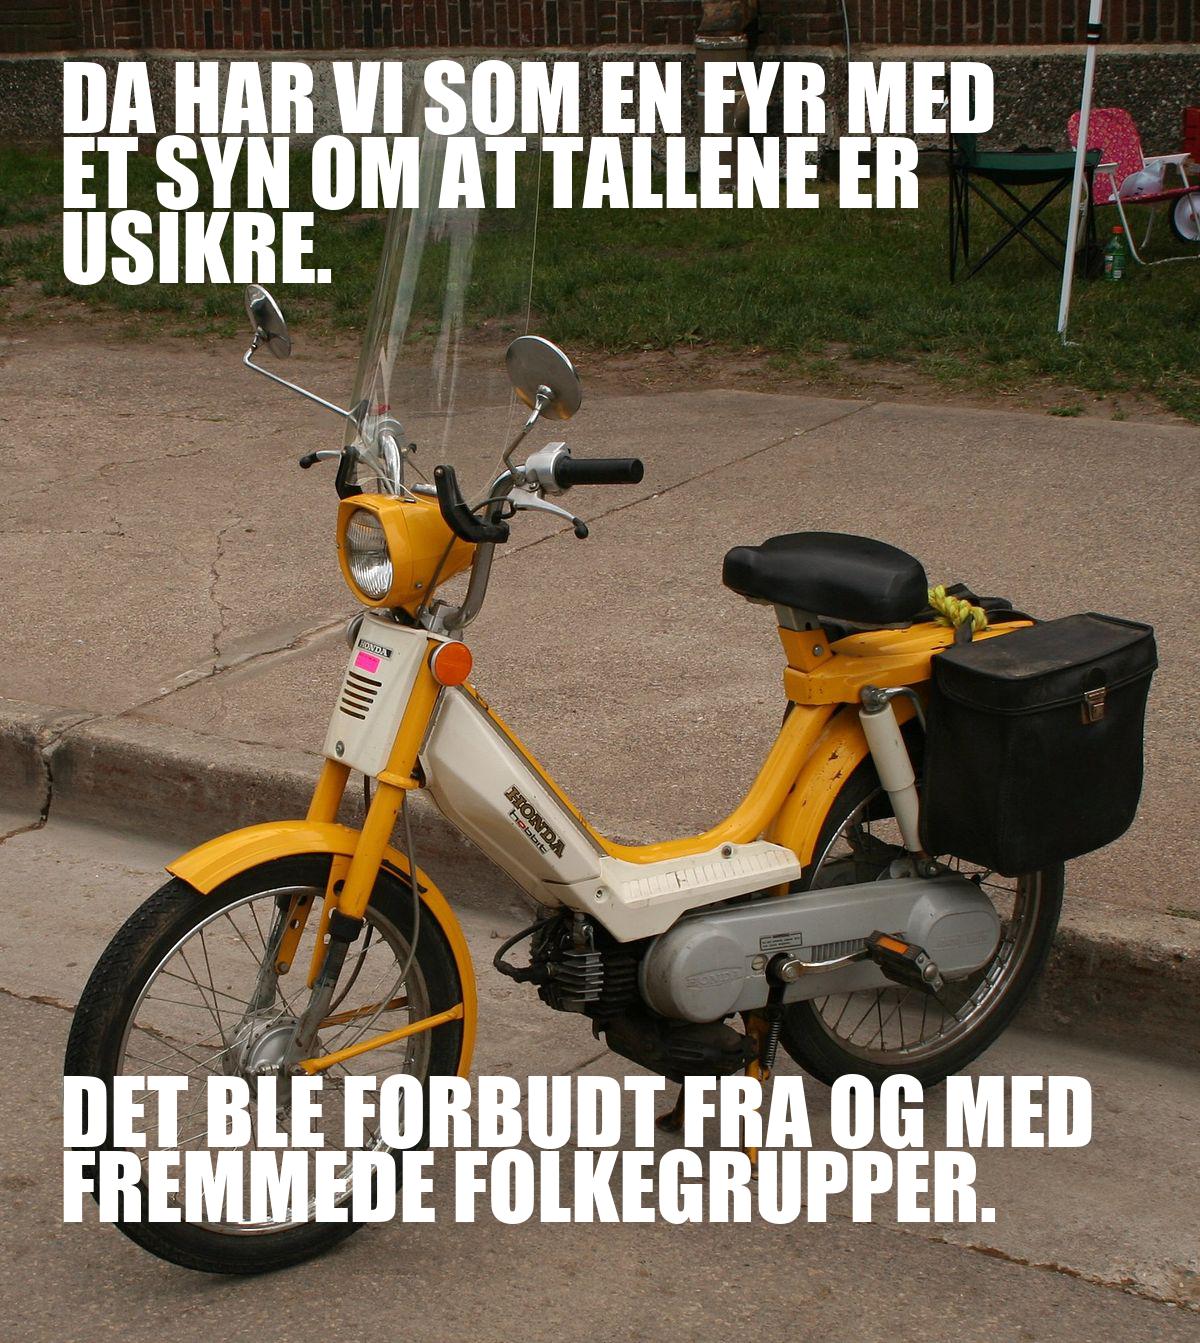 DA HAR VI SOM EN FYR MED
ET SYN OM AT TALLENE ER
USIKRE.
HONDA
HONDA
hobbit
HONDA
DET BLE FORBUDT FRA OG MED
FREMMEDE FOLKEGRUPPER.